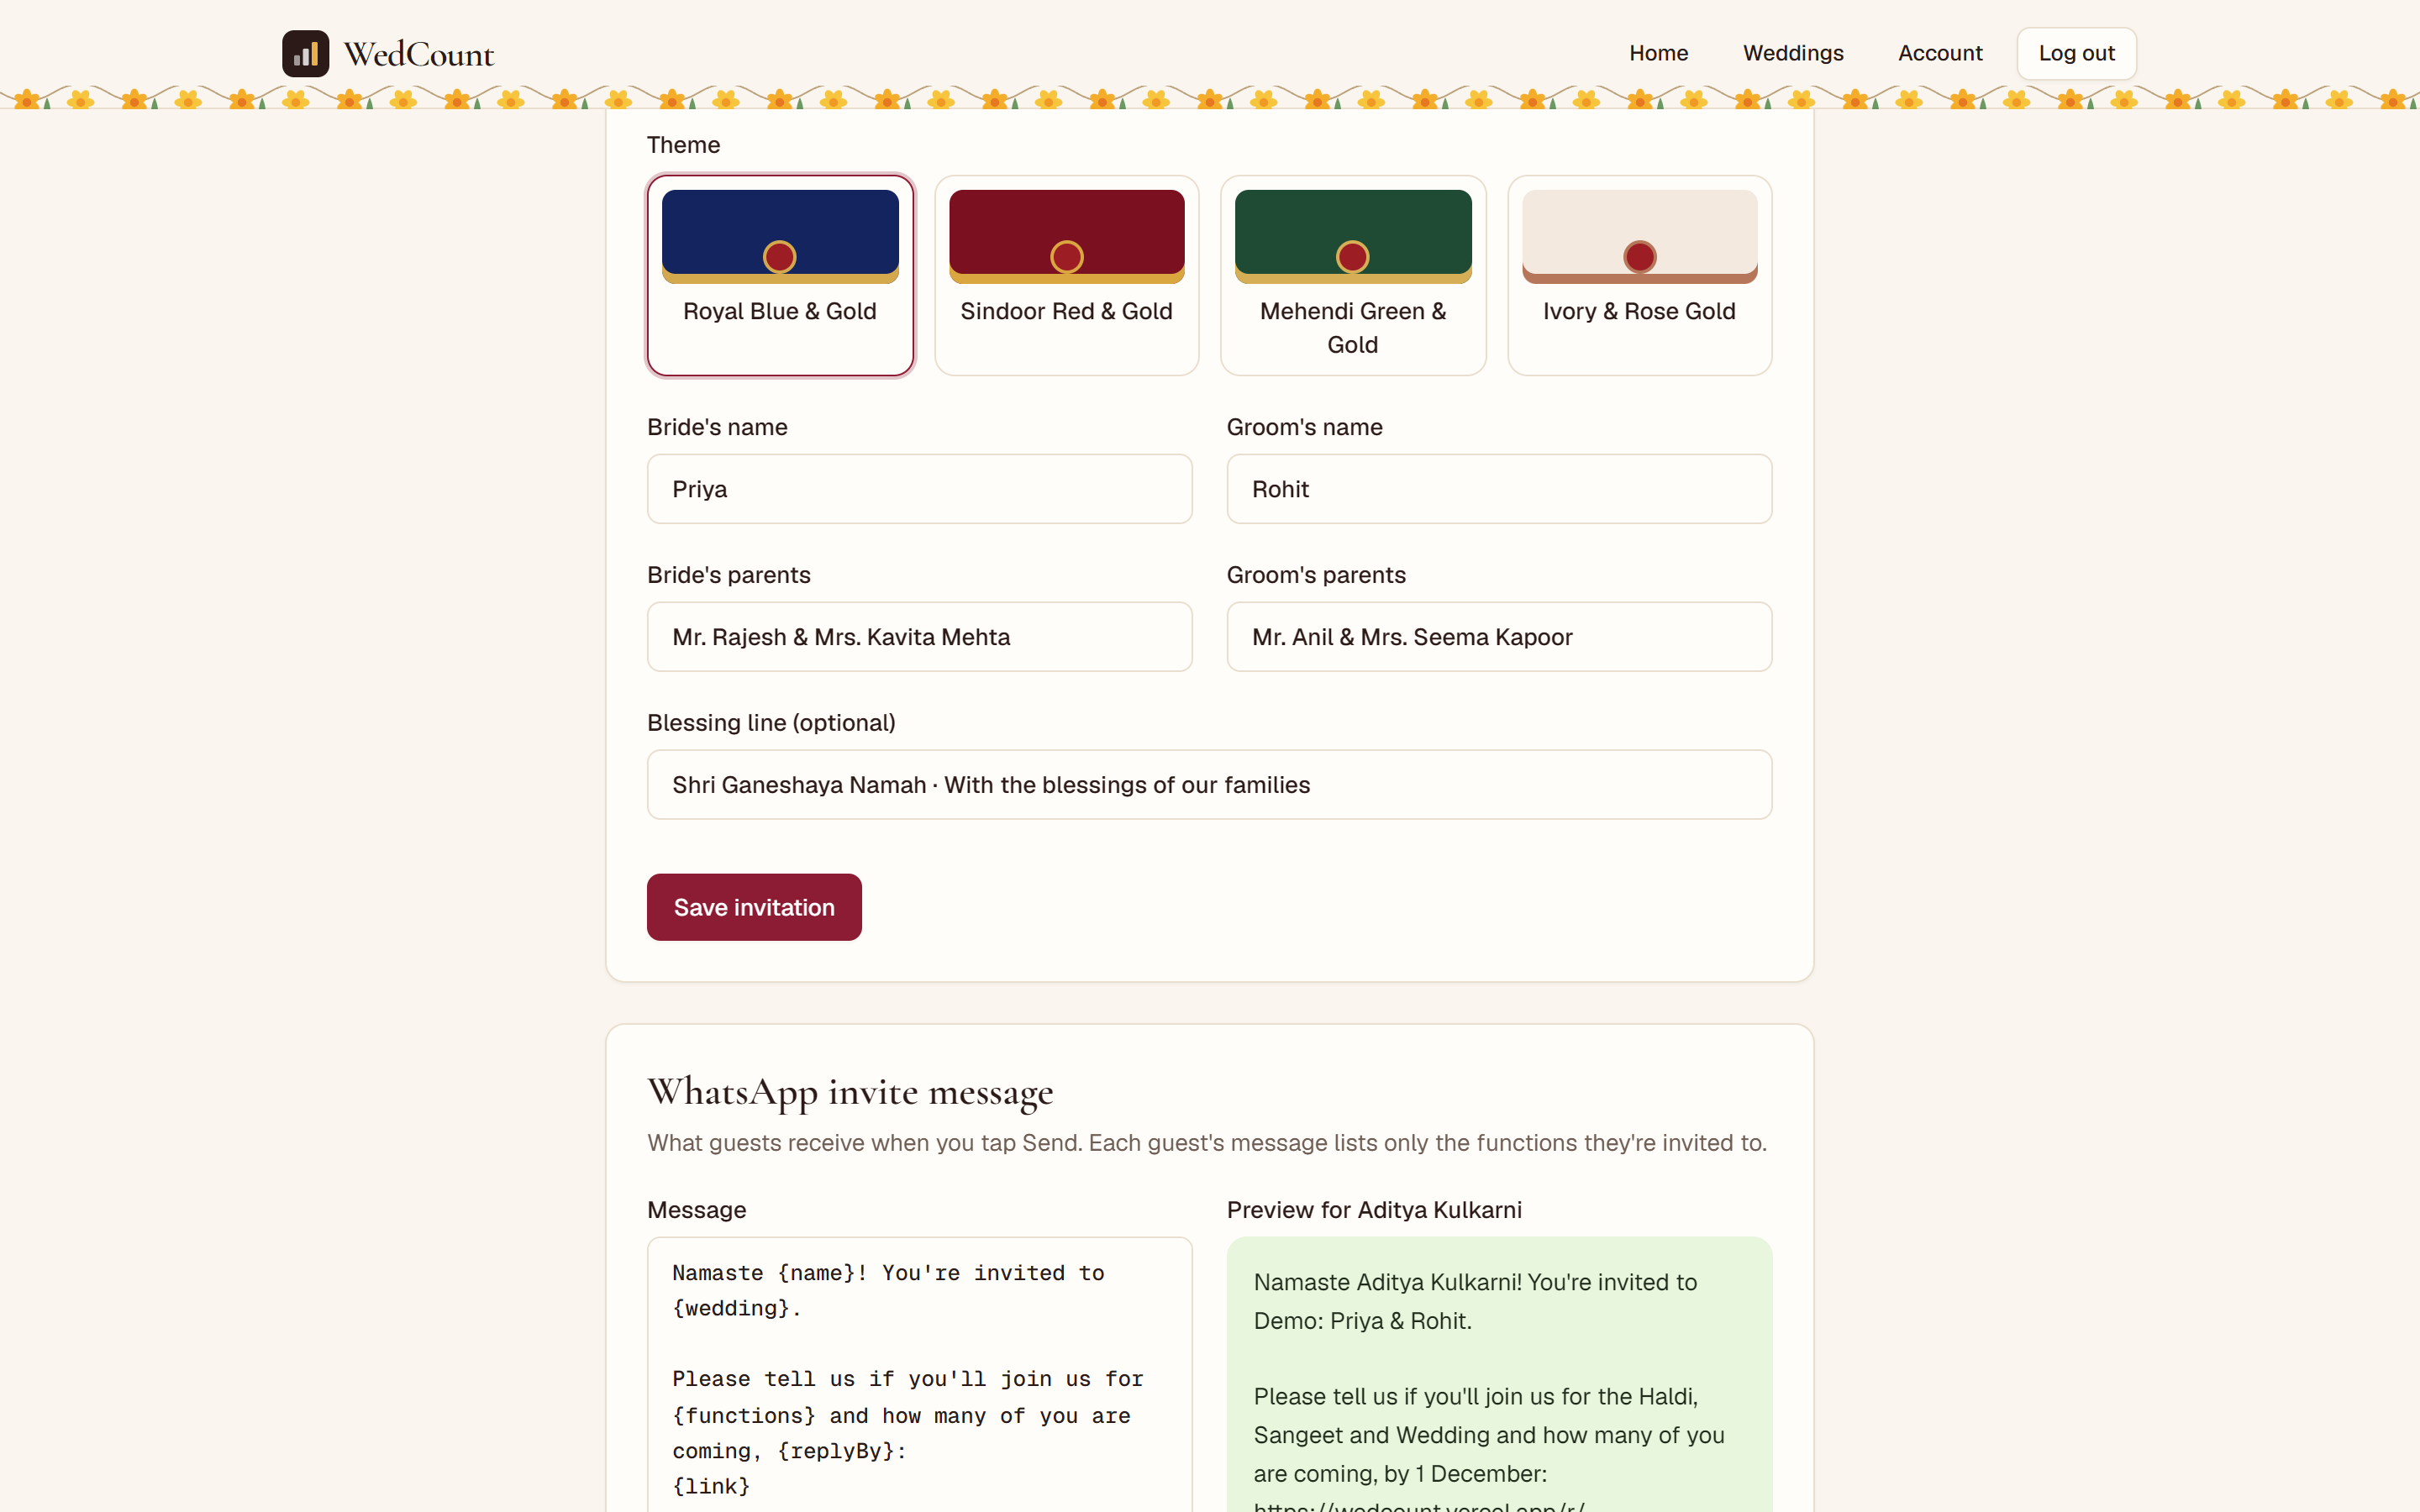 WedCount
Home
Weddings
Account
Log out
Theme
Royal Blue & Gold
Sindoor Red & Gold
Mehendi Green &
Gold
Ivory & Rose Gold
Bride's name
Groom's name
Priya
Rohit
Bride's parents
Groom's parents
Mr. Rajesh & Mrs. Kavita Mehta
Mr. Anil & Mrs. Seema Kapoor
Blessing line (optional)
Shri Ganeshaya Namah · With the blessings of our families
Save invitation
WhatsApp invite message
What guests receive when you tap Send. Each guest's message lists only the functions they're invited to.
Message
Namaste {name}! You're invited to
{wedding}.
Please tell us if you'll join us for
{functions} and how many of you are
coming, {replyBy}:
{link}
Preview for Aditya Kulkarni
Namaste Aditya Kulkarni! You're invited to
Demo: Priya & Rohit.
Please tell us if you'll join us for the Haldi,
Sangeet and Wedding and how many of you
are coming, by 1 December:
https://wedcount.vercel.app/r/